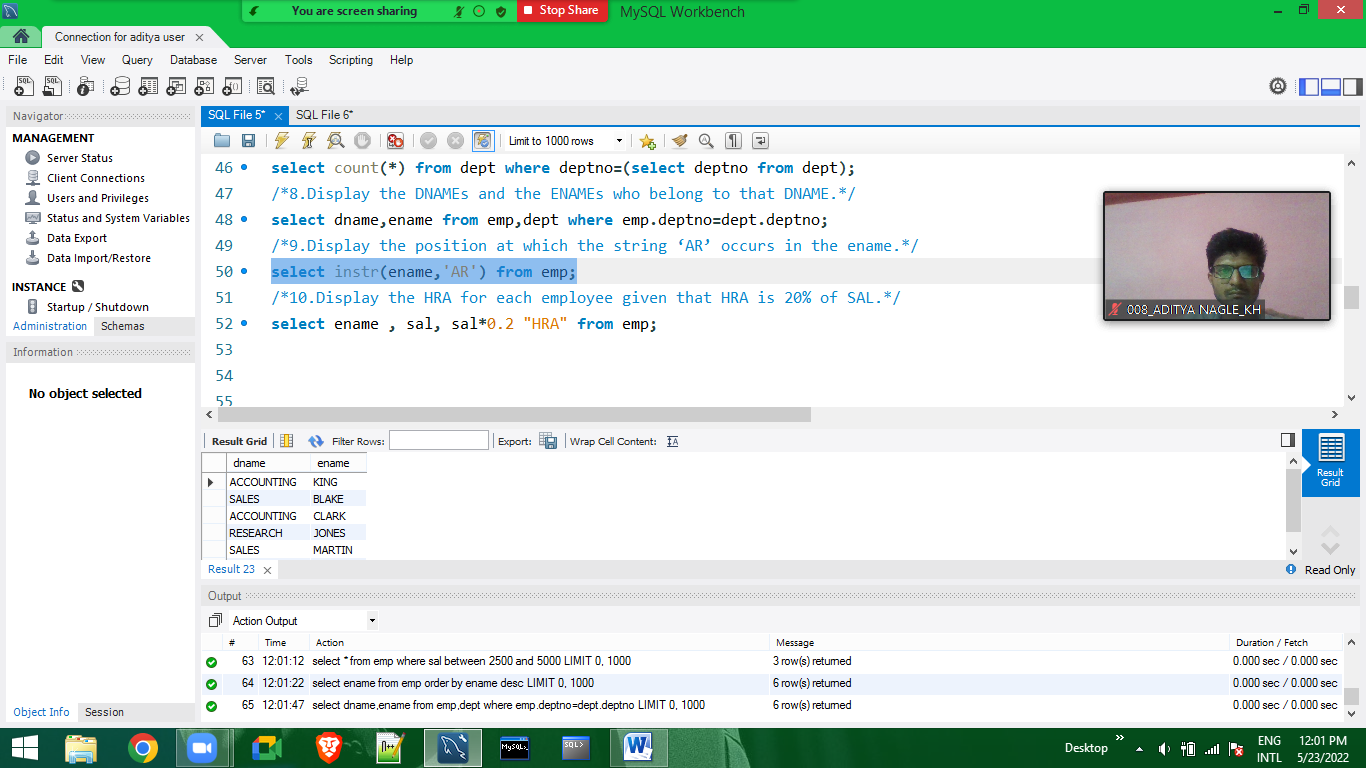 You are screen sharing
Stop Share
MySQL Workbench
Connection for aditya user
File Edit View Query Database Server Tools Scripting Help
Navigator
MANAGEMENT
Server Status
Client Connections
Users and Privileges
Status and System Variables
Data Export
Data Import/Restore
INSTANCE
Startup / Shutdown
Administration Schemas
Information
No object selected
Object Info Session
SQL File 5* SQL File 6*
Limit to 1000 rows
46 select count(*) from dept where deptno=(select deptno from dept);
47 /*8.Display the DNAMEs and the ENAMEs who belong to that DNAME.*/
48 select dname,ename from emp,dept where emp.deptno=dept.deptno;
49 /*9.Display the position at which the string ‘AR’ occurs in the ename.*/
50 select instr(ename,'AR') from emp;
51 /*10.Display the HRA for each employee given that HRA is 20% of SAL.*/
52 select ename , sal, sal*0.2 "HRA" from emp;
53
54
55
008_ADITYA NAGLE_KH
Result Grid Filter Rows: Export: Wrap Cell Content:
dname ename
ACCOUNTING KING
SALES BLAKE
ACCOUNTING CLARK
RESEARCH JONES
SALES MARTIN
Result Grid
Result 23
Read Only
Output
Action Output
# Time Action Message Duration / Fetch
63 12:01:12 select * from emp where sal between 2500 and 5000 LIMIT 0, 1000 3 row(s) returned 0.000 sec / 0.000 sec
64 12:01:22 select ename from emp order by ename desc LIMIT 0, 1000 6 row(s) returned 0.000 sec / 0.000 sec
65 12:01:47 select dname,ename from emp,dept where emp.deptno=dept.deptno LIMIT 0, 1000 6 row(s) returned 0.000 sec / 0.000 sec
Desktop
ENG
INTL
12:01 PM
5/23/2022